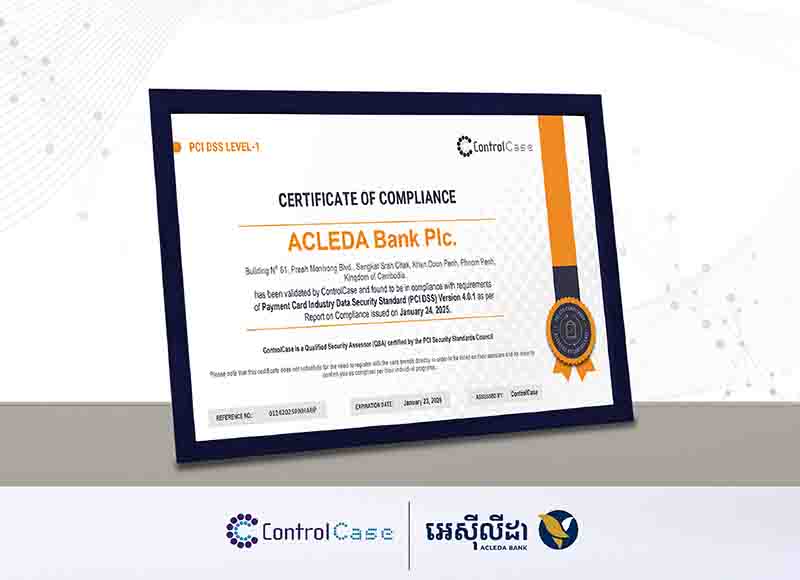 PCI DSS LEVEL-1
ControlCase
CERTIFICATE OF COMPLIANCE
ACLEDA Bank Plc.
Building N° 61, Preah Monivong Blvd., Sangkat Srah Chak, Khan Doun Penh, Phnom Penh,
Kingdom of Cambodia.
has been validated by ControlCase and found to be in compliance with requirements
of Payment Card Industry Data Security Standard (PCI DSS) Version 4.0.1 as per
Report on Compliance issued on January 24, 2025.
ControlCase is a Qualified Security Assessor (QSA) certified by the PCI Security Standards Council
Please note that this certificate does not substitute for the need to register with the card brands directly in order to be listed on their
confirm you as compliant per their individual programs.
REFERENCE NO.:
EXPIRATION DATE: January 23, 2026
ASSESSED BY: ControlCase
ControlCase
អេស៊ីលីដា
ACLEDA BANK